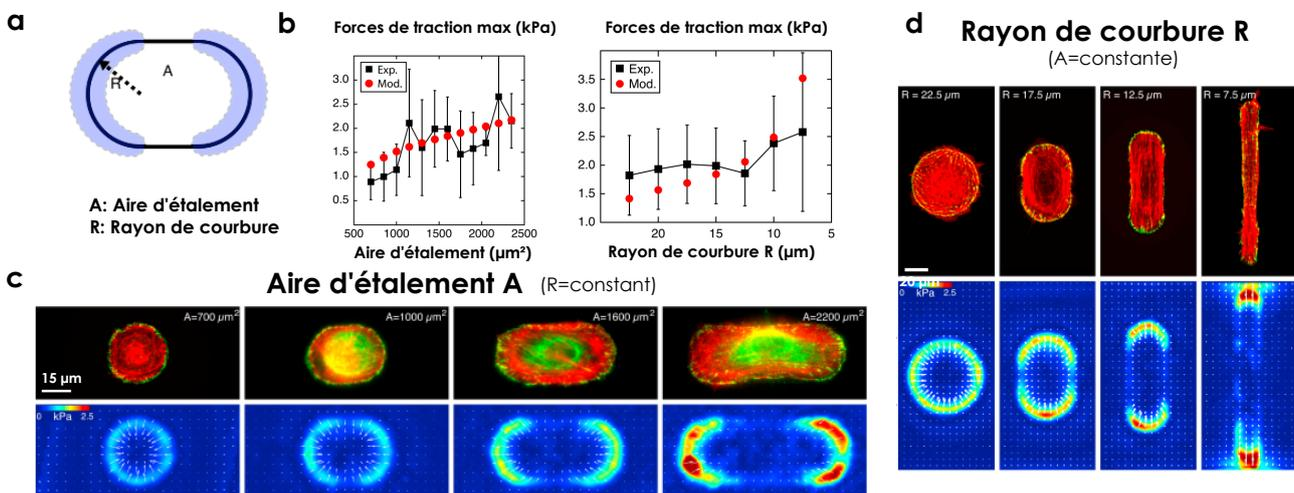 a
R
A
A: Aire d'étalement
R: Rayon de courbure
b
Forces de traction max (kPa)
Exp.
Mod.
3.0
2.5
2.0
1.5
1.0
0.5
500 1000 1500 2000 2500
Aire d'étalement (µm²)
Forces de traction max (kPa)
Exp.
Mod.
3.5
3.0
2.5
2.0
1.5
1.0
20 15 10 5
Rayon de courbure R (µm)
c
Aire d'étalement A (R=constant)
A=700 µm² A=1000 µm² A=1600 µm² A=2200 µm²
15 µm
0 kPa 2.5
d
Rayon de courbure R
(A=constante)
R = 22.5 µm R = 17.5 µm R = 12.5 µm R = 7.5 µm
20 µm
0 kPa 2.5